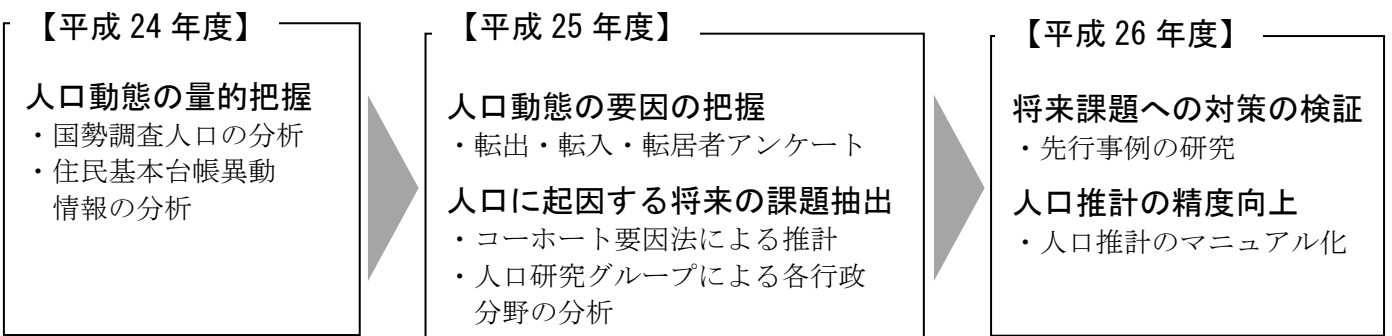 【平成 24 年度】
人口動態の量的把握
・国勢調査人口の分析
・住民基本台帳異動
情報の分析
【平成 25 年度】
人口動態の要因の把握
・転出・転入・転居者アンケート
人口に起因する将来の課題抽出
・コーホート要因法による推計
・人口研究グループによる各行政
分野の分析
【平成 26 年度】
将来課題への対策の検証
・先行事例の研究
人口推計の精度向上
・人口推計のマニュアル化